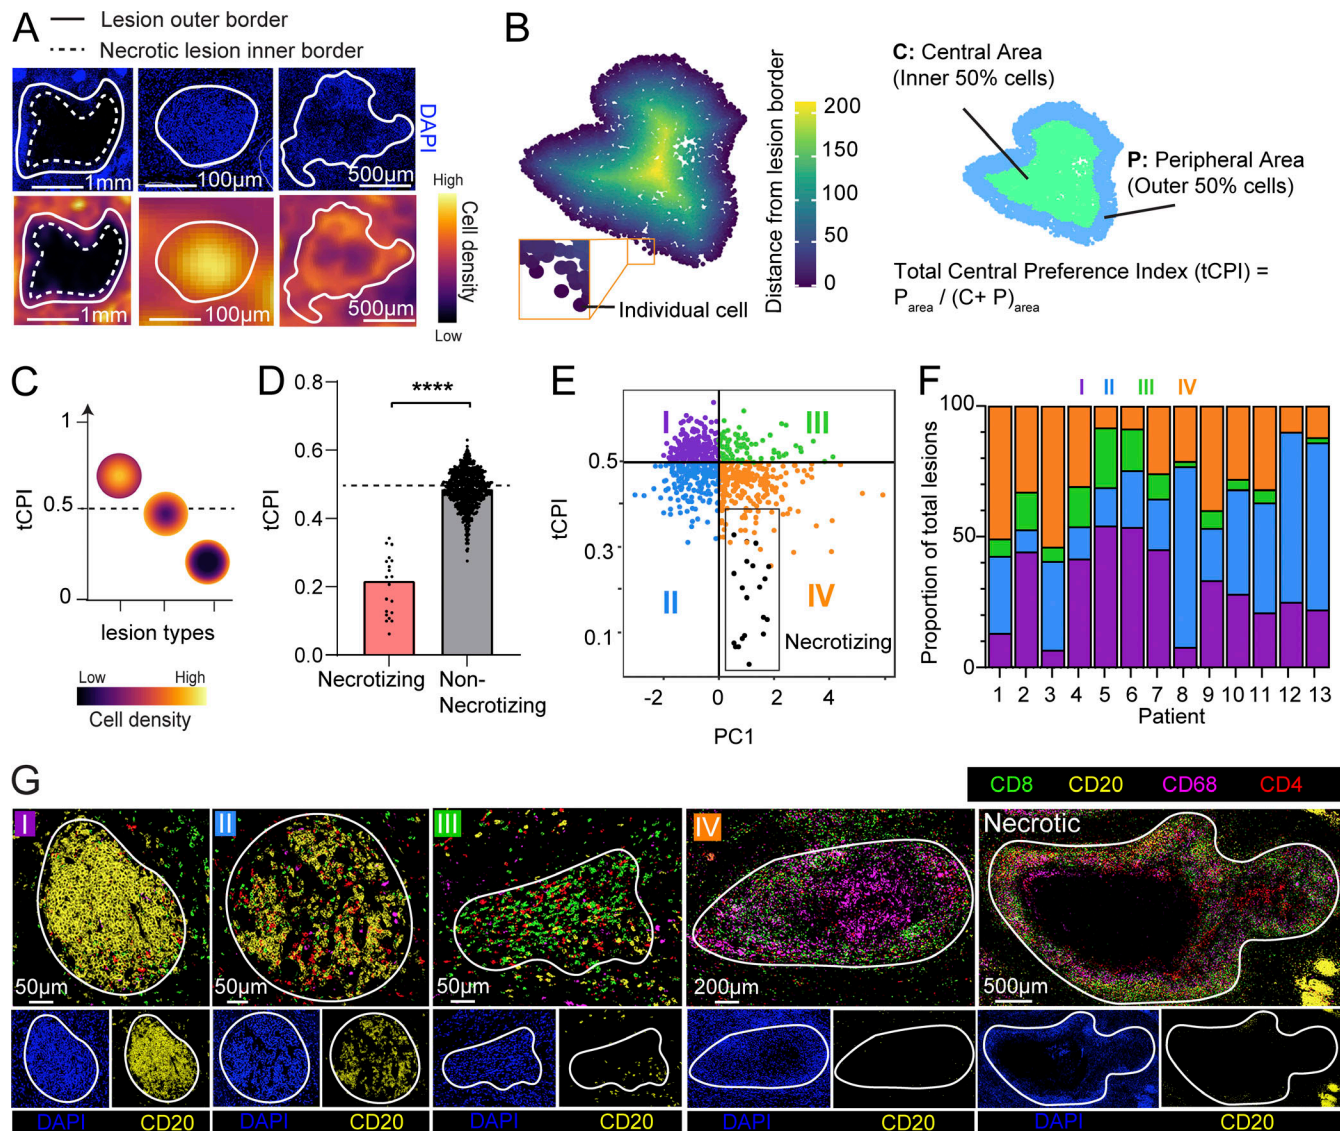 A
Lesion outer border
Necrotic lesion inner border
1mm
100µm
500µm
DAPI
1mm
100µm
500µm
High
Cell density
Low
B
Individual cell
Distance from lesion border
200
150
100
50
0
C: Central Area
(Inner 50% cells)
P: Peripheral Area
(Outer 50% cells)
Total Central Preference Index (tCPI) =
Parea / (C+ P)area
C
tCPI
1
0.5
0
lesion types
Low High
Cell density
D
tCPI
0.8
0.6
0.4
0.2
0.0
****
Necrotizing
Non-
Necrotizing
E
tCPI
0.5
0.3
0.1
I
III
II
IV
Necrotizing
-2 0 2 4 6
PC1
F
I II III IV
Proportion of total lesions
100
50
0
1 2 3 4 5 6 7 8 9 10 11 12 13
Patient
G
CD8 CD20 CD68 CD4
I
50µm
II
50µm
III
50µm
IV
200µm
Necrotic
500µm
DAPI CD20
DAPI CD20
DAPI CD20
DAPI CD20
DAPI CD20